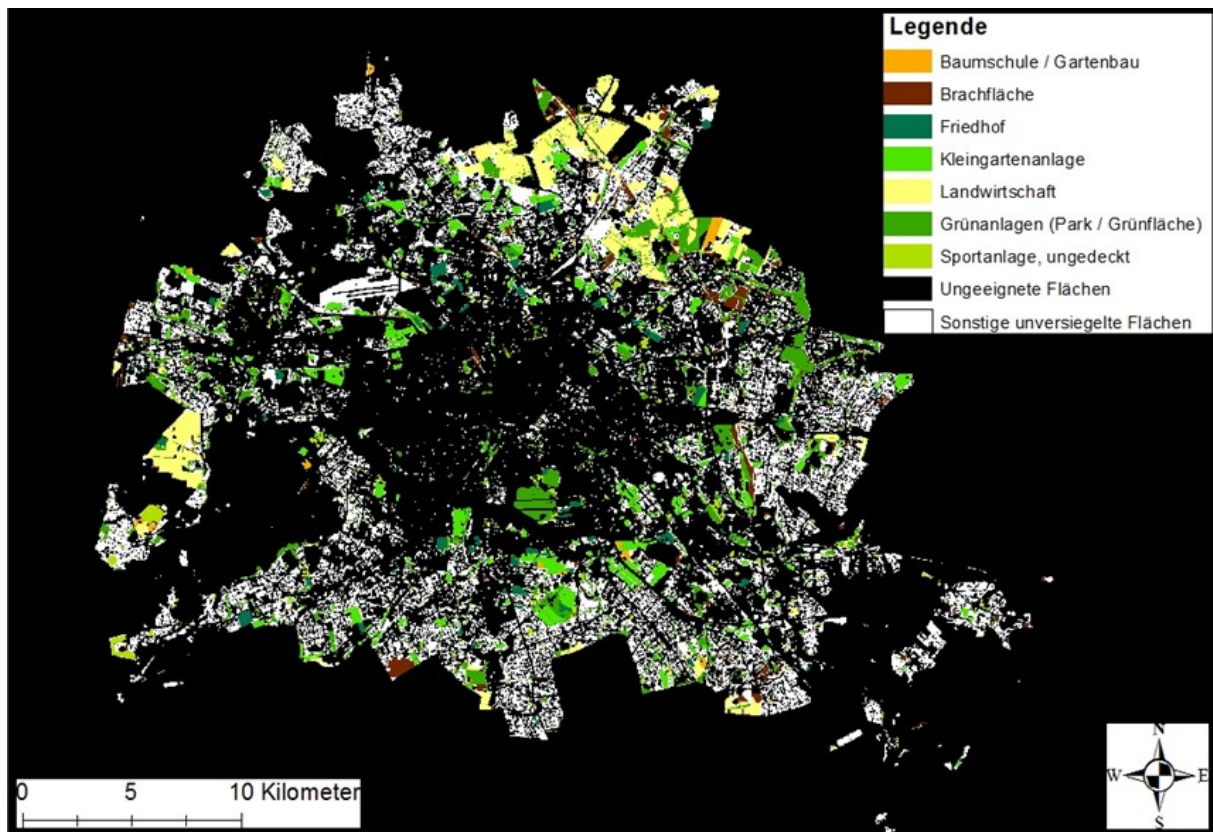 Legende
Baumschule / Gartenbau
Brachfläche
Friedhof
Kleingartenanlage
Landwirtschaft
Grünanlagen (Park / Grünfläche)
Sportanlage, ungedeckt
Ungeeignete Flächen
Sonstige unversiegelte Flächen
0 5 10 Kilometer
N
W E
S